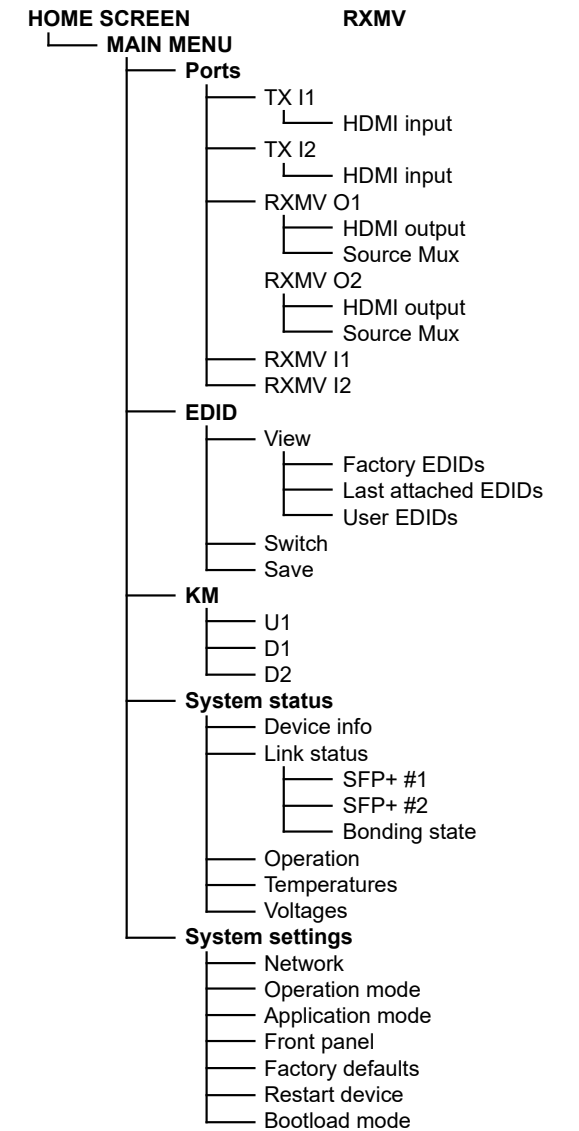 HOME SCREEN RXMV
MAIN MENU
Ports
TX I1
HDMI input
TX I2
HDMI input
RXMV O1
HDMI output
Source Mux
RXMV O2
HDMI output
Source Mux
RXMV I1
RXMV I2
EDID
View
Factory EDIDs
Last attached EDIDs
User EDIDs
Switch
Save
KM
U1
D1
D2
System status
Device info
Link status
SFP+ #1
SFP+ #2
Bonding state
Operation
Temperatures
Voltages
System settings
Network
Operation mode
Application mode
Front panel
Factory defaults
Restart device
Bootload mode